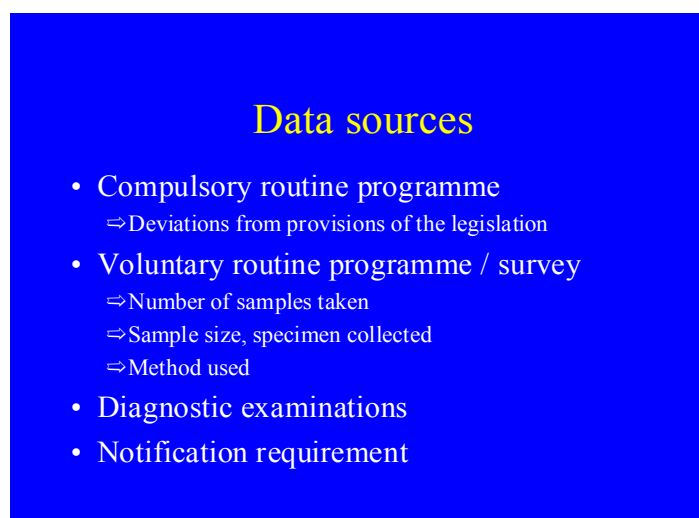 Data sources
• Compulsory routine programme
⇨Deviations from provisions of the legislation
• Voluntary routine programme / survey
⇨Number of samples taken
⇨Sample size, specimen collected
⇨Method used
• Diagnostic examinations
• Notification requirement